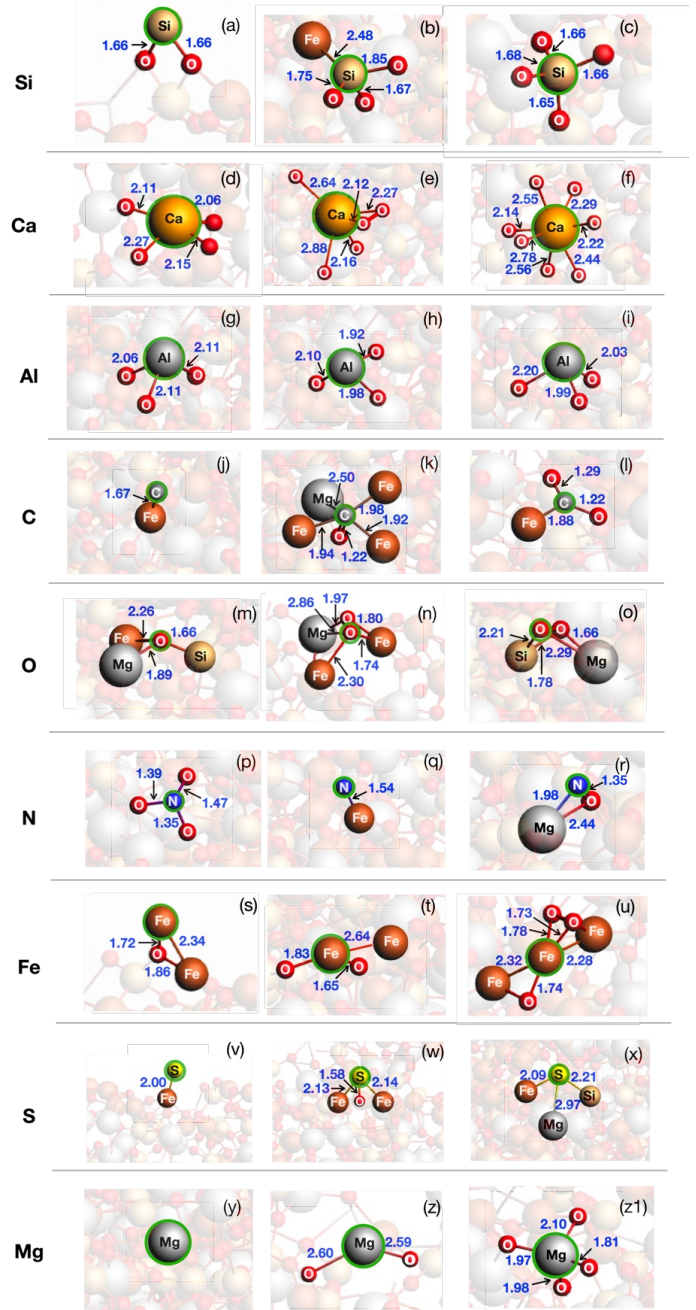 Si
(a)
Si
1.66
1.66
O
O
(b)
Fe
2.48
1.85
O
Si
1.75
1.67
O
O
(c)
O
1.66
1.68
Si
O
1.66
1.65
O
Ca
(d)
2.11
2.06
O
Ca
2.27
2.15
O
(e)
O
2.64
2.12
2.27
Ca
O
O
2.88
2.16
O
O
(f)
O
O
2.55
2.29
2.14
O
Ca
O
O
2.22
2.78
2.56
2.44
O
O
Al
(g)
2.06
Al
2.11
O
O
2.11
O
(h)
1.92
O
2.10
Al
O
1.98
O
(i)
Al
2.03
2.20
O
O
1.99
O
C
(j)
1.67
C
Fe
(k)
2.50
Mg
Fe
1.98
C
Fe
O
1.92
Fe
1.94
1.22
(l)
O
1.29
C
1.22
Fe
1.88
O
O
(m)
2.26
1.66
Fe
O
Mg
Si
1.89
(n)
1.97
2.86
O
1.80
Mg
O
Fe
1.74
Fe
2.30
(o)
2.21
O
O
1.66
Si
2.29
Mg
1.78
N
(p)
1.39
O
1.47
O
N
1.35
O
(q)
N
1.54
Fe
(r)
N
1.35
1.98
O
Mg
2.44
Fe
(s)
Fe
1.72
2.34
O
1.86
Fe
(t)
2.64
Fe
1.83
Fe
O
O
1.65
(u)
1.73
O
O
1.78
Fe
2.32
Fe
2.28
Fe
O
1.74
S
(v)
S
2.00
Fe
(w)
1.58
S
2.13
2.14
Fe
O
Fe
(x)
2.09
S
2.21
Fe
Si
2.97
Mg
Mg
(y)
Mg
(z)
Mg
2.59
2.60
O
O
(z1)
2.10
O
O
1.81
1.97
Mg
O
1.98
O